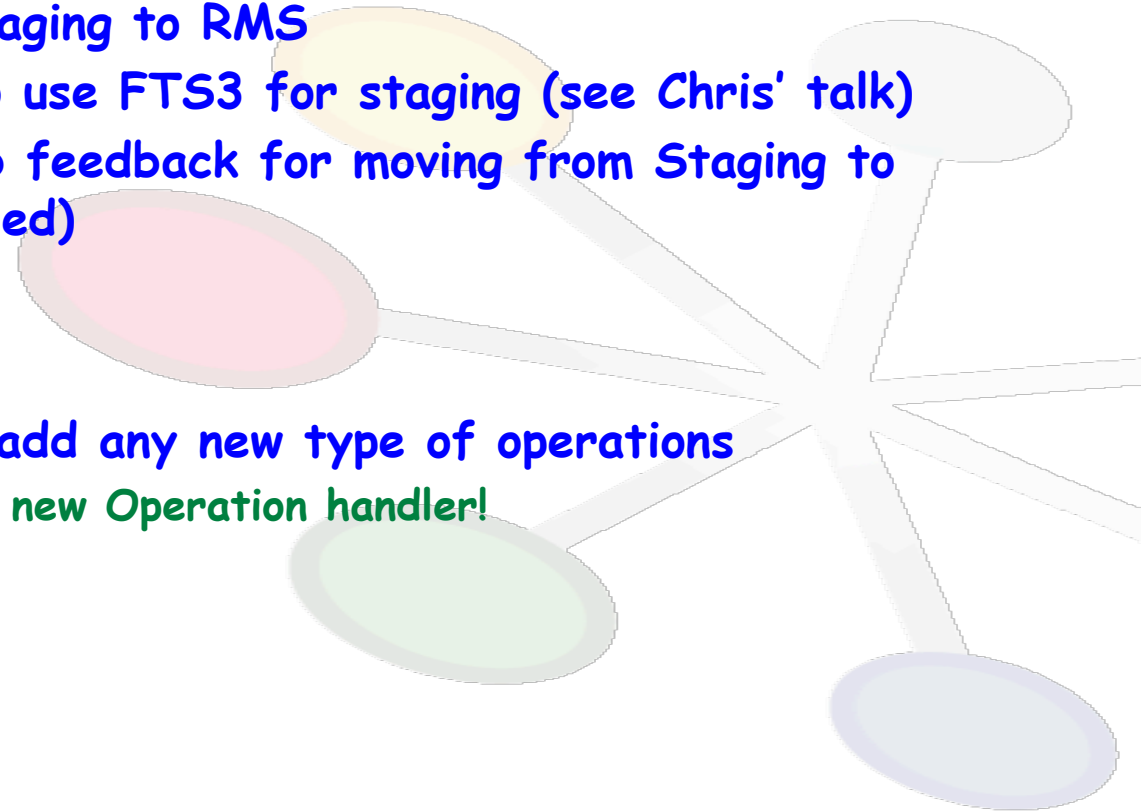 aging to RMS
use FTS3 for staging (see Chris' talk)
feedback for moving from Staging to
ed)
add any new type of operations
new Operation handler!